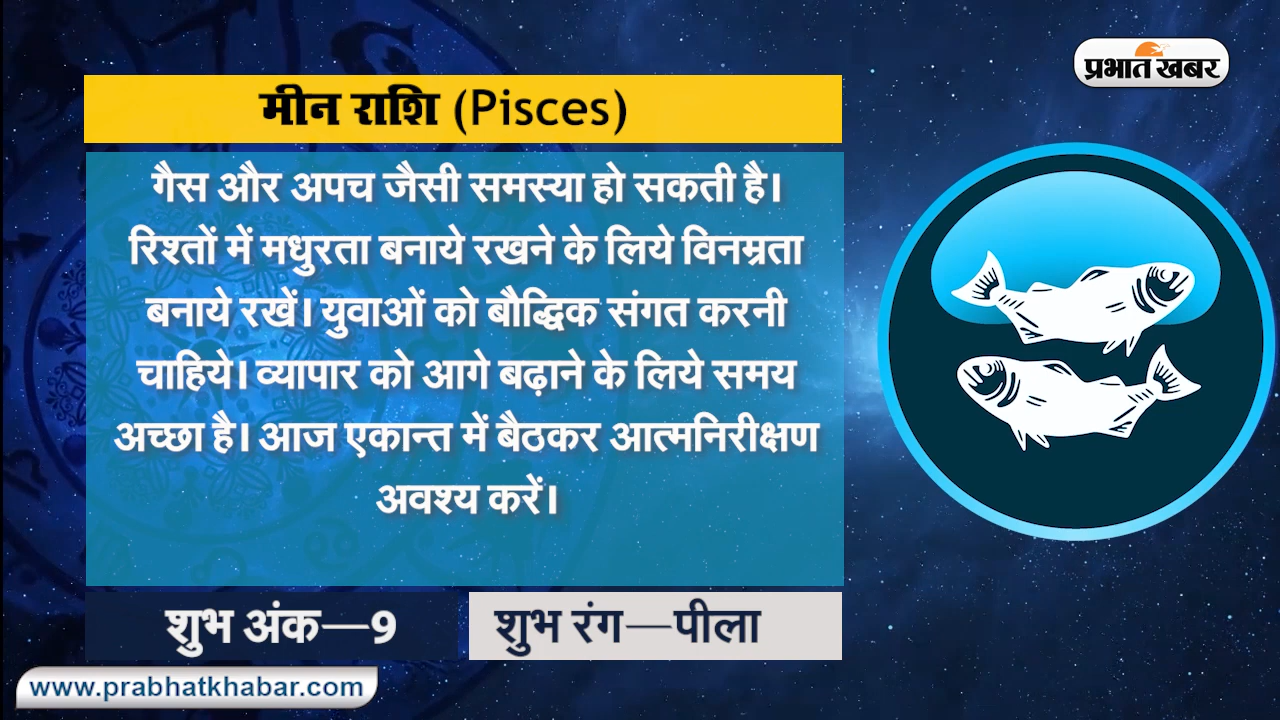 प्रभात खबर
मीन राशि (Pisces)
गैस और अपच जैसी समस्या हो सकती है।
रिश्तों में मधुरता बनाये रखने के लिये विनम्रता
बनाये रखें। युवाओं को बौद्धिक संगत करनी
चाहिये। व्यापार को आगे बढ़ाने के लिये समय
अच्छा है। आज एकान्त में बैठकर आत्मनिरीक्षण
अवश्य करें।
शुभ अंक—9
शुभ रंग—पीला
www.prabhatkhabar.com